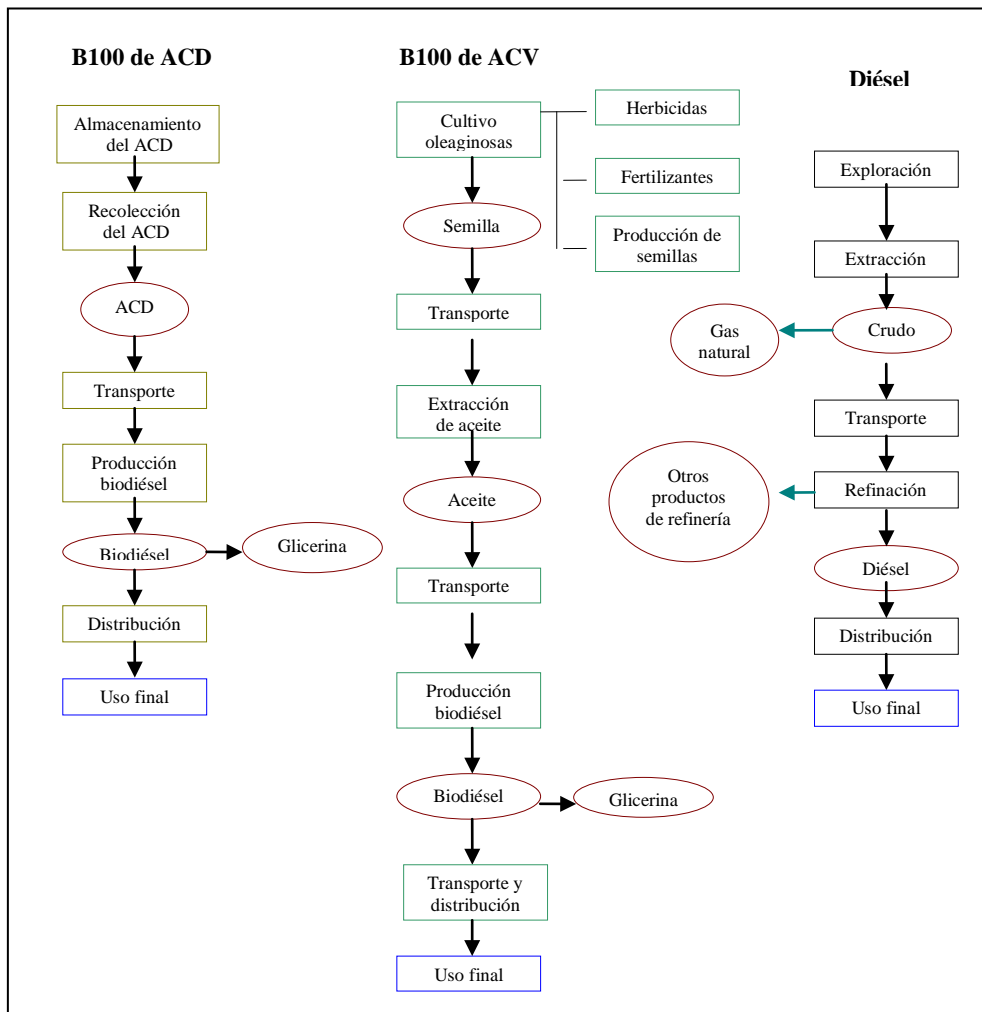 B100 de ACD
Almacenamiento
del ACD
Recolección
del ACD
ACD
Transporte
Producción
biodiésel
Biodiésel
Glicerina
Distribución
Uso final
B100 de ACV
Cultivo
oleaginosas
Herbicidas
Fertilizantes
Producción de
semillas
Semilla
Transporte
Extracción
de aceite
Aceite
Transporte
Producción
biodiésel
Biodiésel
Glicerina
Transporte y
distribución
Uso final
Diésel
Exploración
Extracción
Crudo
Gas
natural
Transporte
Refinación
Otros
productos
de refinería
Diésel
Distribución
Uso final